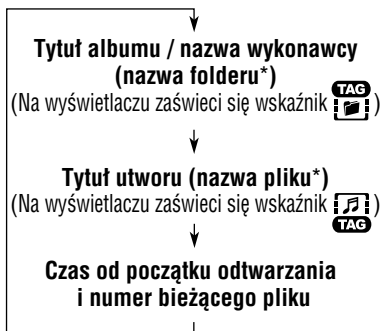 Tytuł albumu / nazwa wykonawcy
(nazwa folderu*)
TAG
(Na wyświetlaczu zaświeci się wskaźnik )
Tytuł utworu (nazwa pliku*)
(Na wyświetlaczu zaświeci się wskaźnik )
TAG
Czas od początku odtwarzania
i numer bieżącego pliku